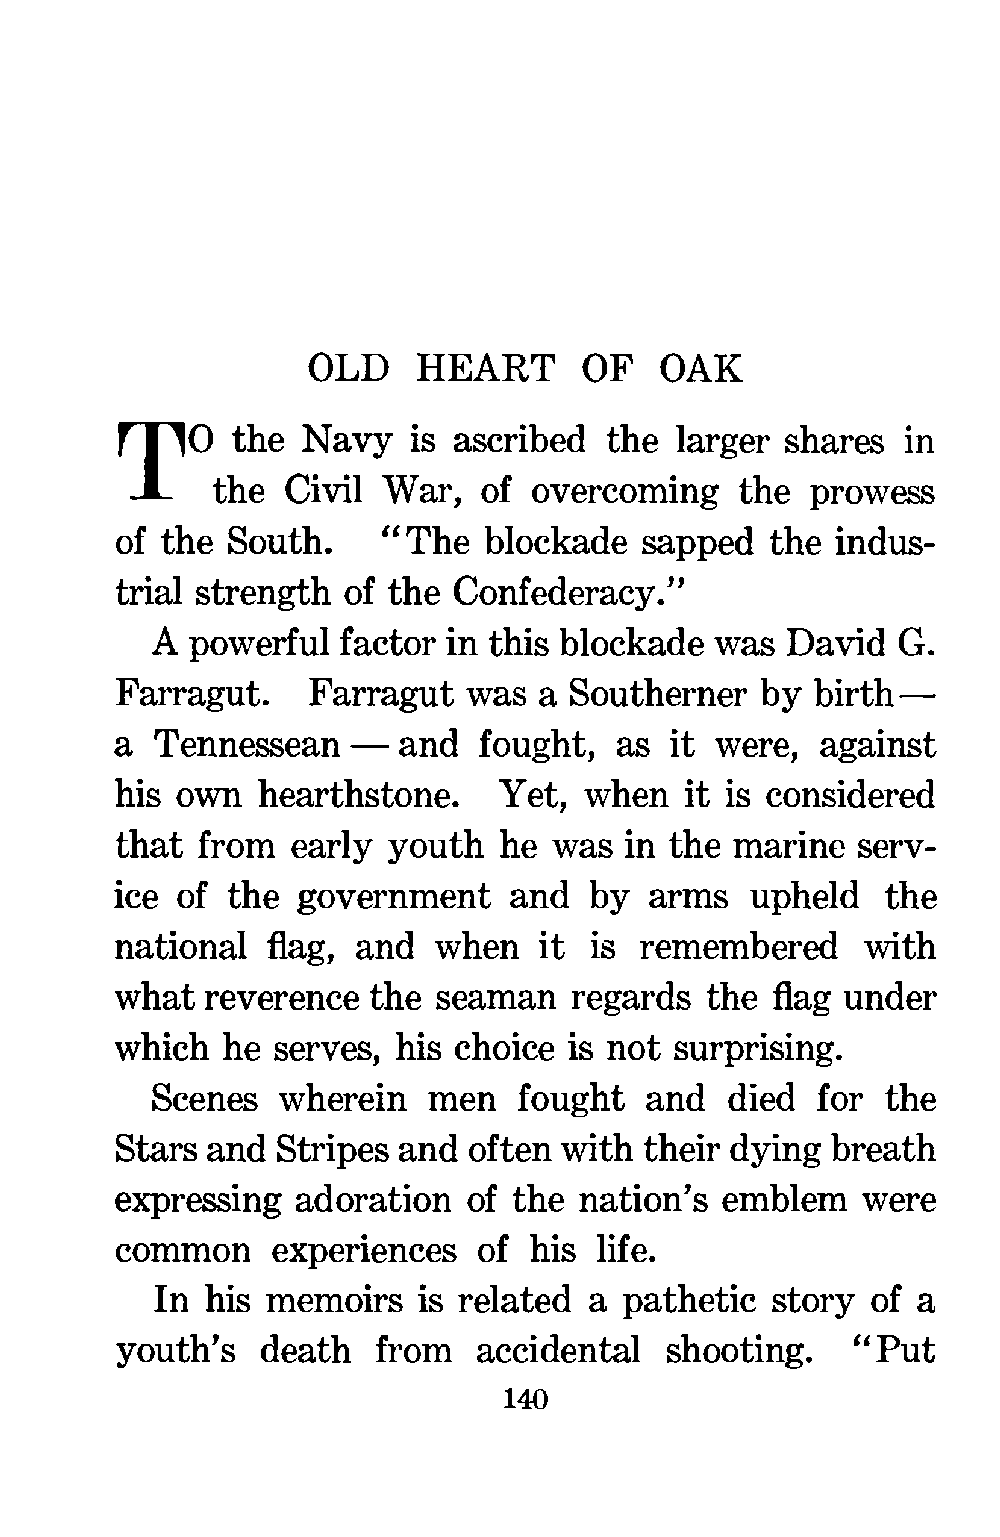 OLD HEART OF OAK
TO the Navy is ascribed the larger shares in
the Civil War, of overcoming the prowess
of the South. "The blockade sapped the indus-
trial strength of the Confederacy."
A powerful factor in this blockade was David G.
Farragut. Farragut was a Southerner by birth—
a Tennessean — and fought, as it were, against
his own hearthstone. Yet, when it is considered
that from early youth he was in the marine serv-
ice of the government and by arms upheld the
national flag, and when it is remembered with
what reverence the seaman regards the flag under
which he serves, his choice is not surprising.
Scenes wherein men fought and died for the
Stars and Stripes and often with their dying breath
expressing adoration of the nation's emblem were
common experiences of his life.
In his memoirs is related a pathetic story of a
youth's death from accidental shooting. "Put
140